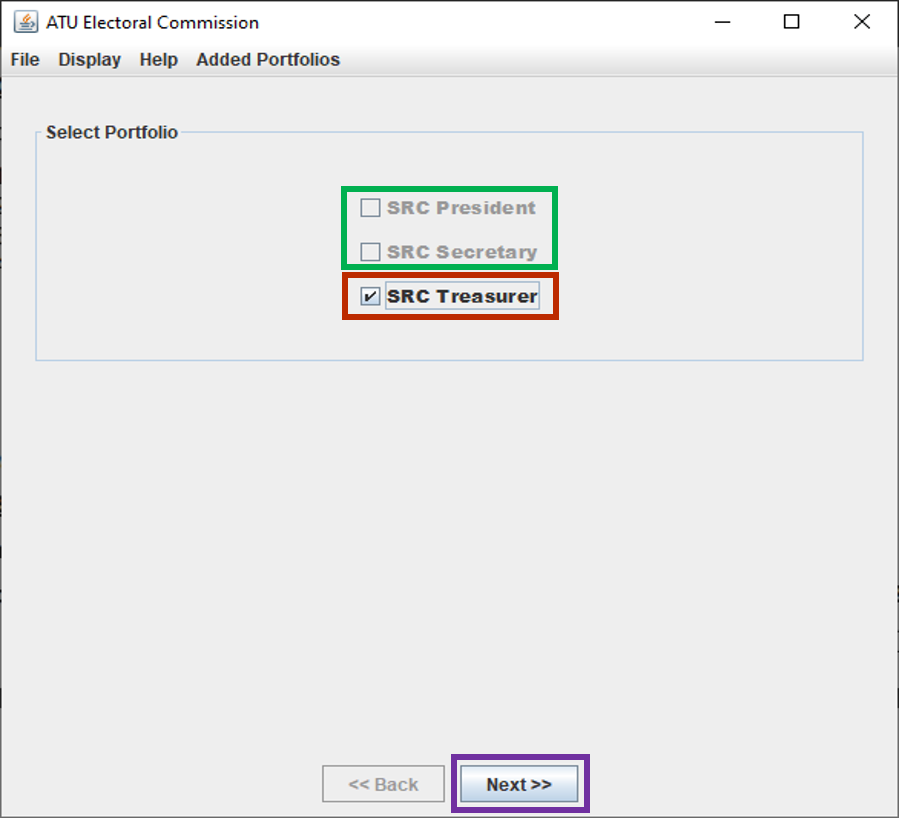 ATU Electoral Commission
File Display Help Added Portfolios
Select Portfolio
SRC President
SRC Secretary
SRC Treasurer
<< Back Next >>